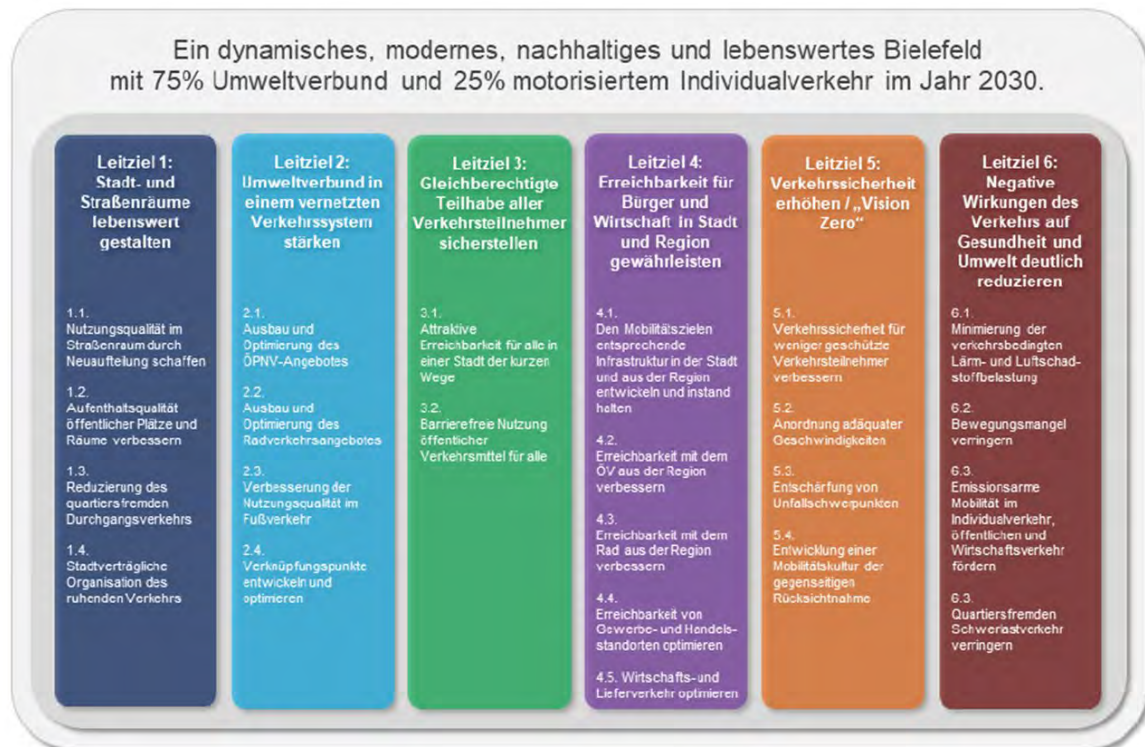 Ein dynamisches, modernes, nachhaltiges und lebenswertes Bielefeld
mit 75% Umweltverbund und 25% motorisiertem Individualverkehr im Jahr 2030.
Leitziel 1:
Stadt- und
Straßenräume
lebenswert
gestalten
1.1.
Nutzungsqualität im
Straßenraum durch
Neuaufteilung schaffen
1.2.
Aufenthaltsqualität
öffentlicher Plätze und
Räume verbessern
1.3.
Reduzierung des
quartiersfremden
Durchgangsverkehrs
1.4.
Stadtverträgliche
Organisation des
ruhenden Verkehrs
Leitziel 2:
Umweltverbund in
einem vernetzten
Verkehrssystem
stärken
2.1.
Ausbau und
Optimierung des
ÖPNV-Angebotes
2.2.
Ausbau und
Optimierung des
Radverkehrsangebotes
2.3.
Verbesserung der
Nutzungsqualität im
Fußverkehr
2.4.
Verknüpfungspunkte
entwickeln und
optimieren
Leitziel 3:
Gleichberechtigte
Teilhabe aller
Verkehrsteilnehmer
sicherstellen
3.1.
Attraktive
Erreichbarkeit für alle in
einer Stadt der kurzen
Wege
3.2.
Barrierefreie Nutzung
öffentlicher
Verkehrsmittel für alle
Leitziel 4:
Erreichbarkeit für
Bürger und
Wirtschaft in Stadt
und Region
gewährleisten
4.1.
Den Mobilitätszielen
entsprechende
Infrastruktur in der Stadt
und aus der Region
entwickeln und instand
halten
4.2.
Erreichbarkeit mit dem
ÖV aus der Region
verbessern
4.3.
Erreichbarkeit mit dem
Rad aus der Region
verbessern
4.4.
Erreichbarkeit von
Gewerbe- und Handels-
standorten optimieren
4.5. Wirtschafts- und
Lieferverkehr optimieren
Leitziel 5:
Verkehrssicherheit
erhöhen / „Vision
Zero“
5.1.
Verkehrssicherheit für
weniger geschützte
Verkehrsteilnehmer
verbessern
5.2.
Anordnung adäquater
Geschwindigkeiten
5.3.
Entschärfung von
Unfallschwerpunkten
5.4.
Entwicklung einer
Mobilitätskultur der
gegenseitigen
Rücksichtnahme
Leitziel 6:
Negative
Wirkungen des
Verkehrs auf
Gesundheit und
Umwelt deutlich
reduzieren
6.1.
Minimierung der
verkehrsbedingten
Lärm- und Luftschad-
stoffbelastung
6.2.
Bewegungsmangel
verringern
6.3.
Emissionsarme
Mobilität im
Individualverkehr,
öffentlichen und
Wirtschaftsverkehr
fördern
6.3.
Quartiersfremden
Schwerlastverkehr
verringern